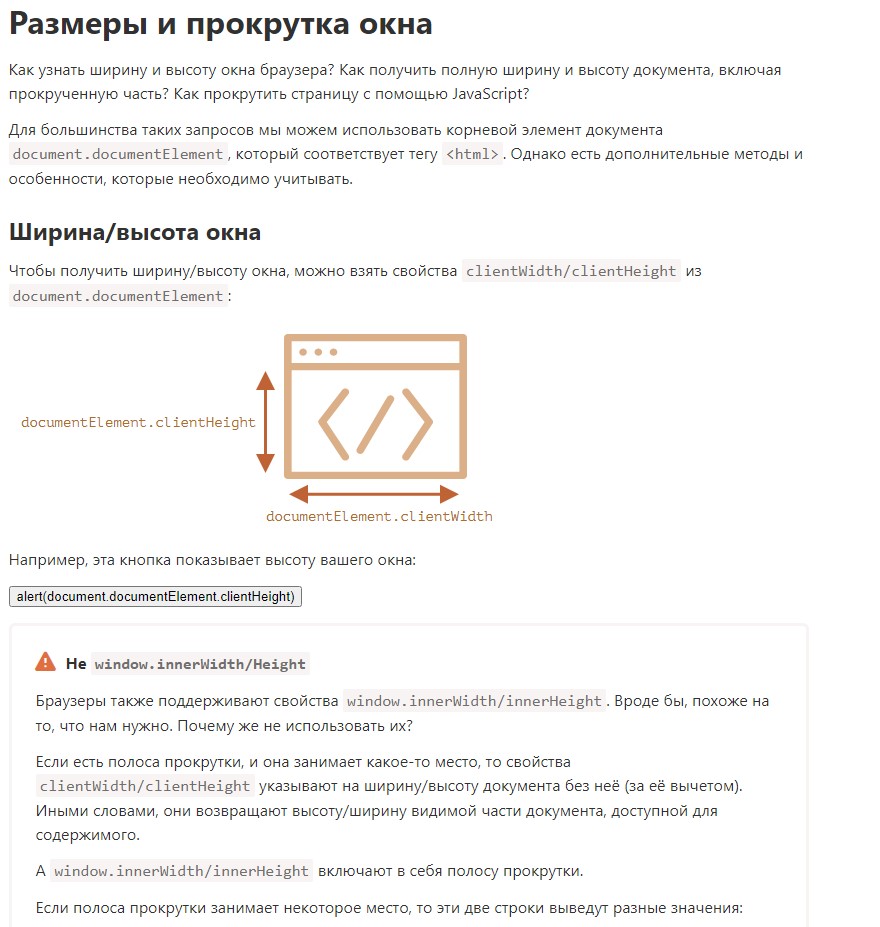 Размеры и прокрутка окна
Как узнать ширину и высоту окна браузера? Как получить полную ширину и высоту документа, включая
прокрученную часть? Как прокрутить страницу с помощью JavaScript?
Для большинства таких запросов мы можем использовать корневой элемент документа
document.documentElement, который соответствует тегу <html>. Однако есть дополнительные методы и
особенности, которые необходимо учитывать.
Ширина/высота окна
Чтобы получить ширину/высоту окна, можно взять свойства clientWidth/clientHeight из
document.documentElement:
documentElement.clientHeight
documentElement.clientWidth
Например, эта кнопка показывает высоту вашего окна:
alert(document.documentElement.clientHeight)
Не window.innerWidth/Height
Браузеры также поддерживают свойства window.innerWidth/innerHeight. Вроде бы, похоже на
то, что нам нужно. Почему же не использовать их?
Если есть полоса прокрутки, и она занимает какое-то место, то свойства
clientWidth/clientHeight указывают на ширину/высоту документа без неё (за её вычетом).
Иными словами, они возвращают высоту/ширину видимой части документа, доступной для
содержимого.
А window.innerWidth/innerHeight включают в себя полосу прокрутки.
Если полоса прокрутки занимает некоторое место, то эти две строки выведут разные значения: